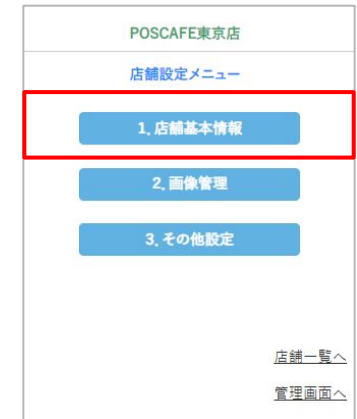 POSCAFE東京店
店舗設定メニュー
1．店舗基本情報
2．画像管理
3．その他設定
店舗一覧へ
管理画面へ